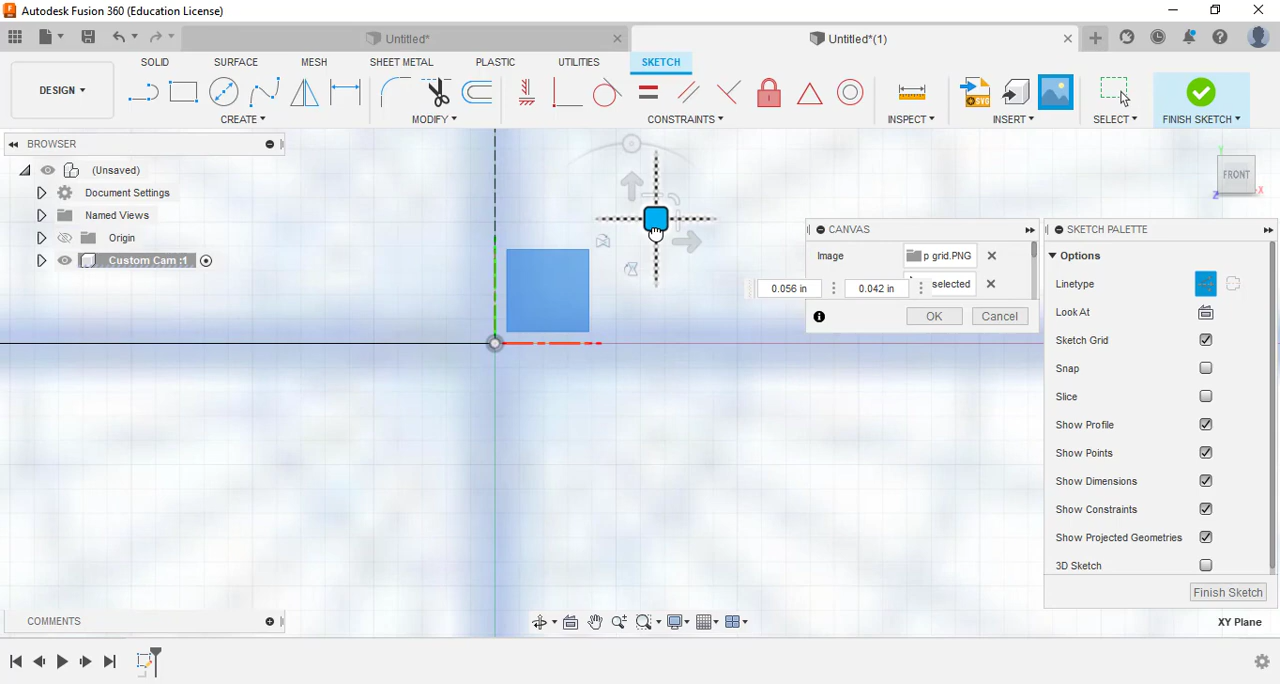 Autodesk Fusion 360 (Education License)
Untitled*
Untitled*(1)
DESIGN
SOLID SURFACE MESH SHEET METAL PLASTIC UTILITIES SKETCH
CREATE MODIFY CONSTRAINTS INSPECT INSERT SELECT FINISH SKETCH
SVG
BROWSER
(Unsaved)
Document Settings
Named Views
Origin
Custom Cam :1
FRONT
Y
X
Z
CANVAS
Image p grid.PNG
selected
0.056 in 0.042 in
OK Cancel
SKETCH PALETTE
Options
Linetype
Look At
Sketch Grid
Snap
Slice
Show Profile
Show Points
Show Dimensions
Show Constraints
Show Projected Geometries
3D Sketch
Finish Sketch
COMMENTS
XY Plane